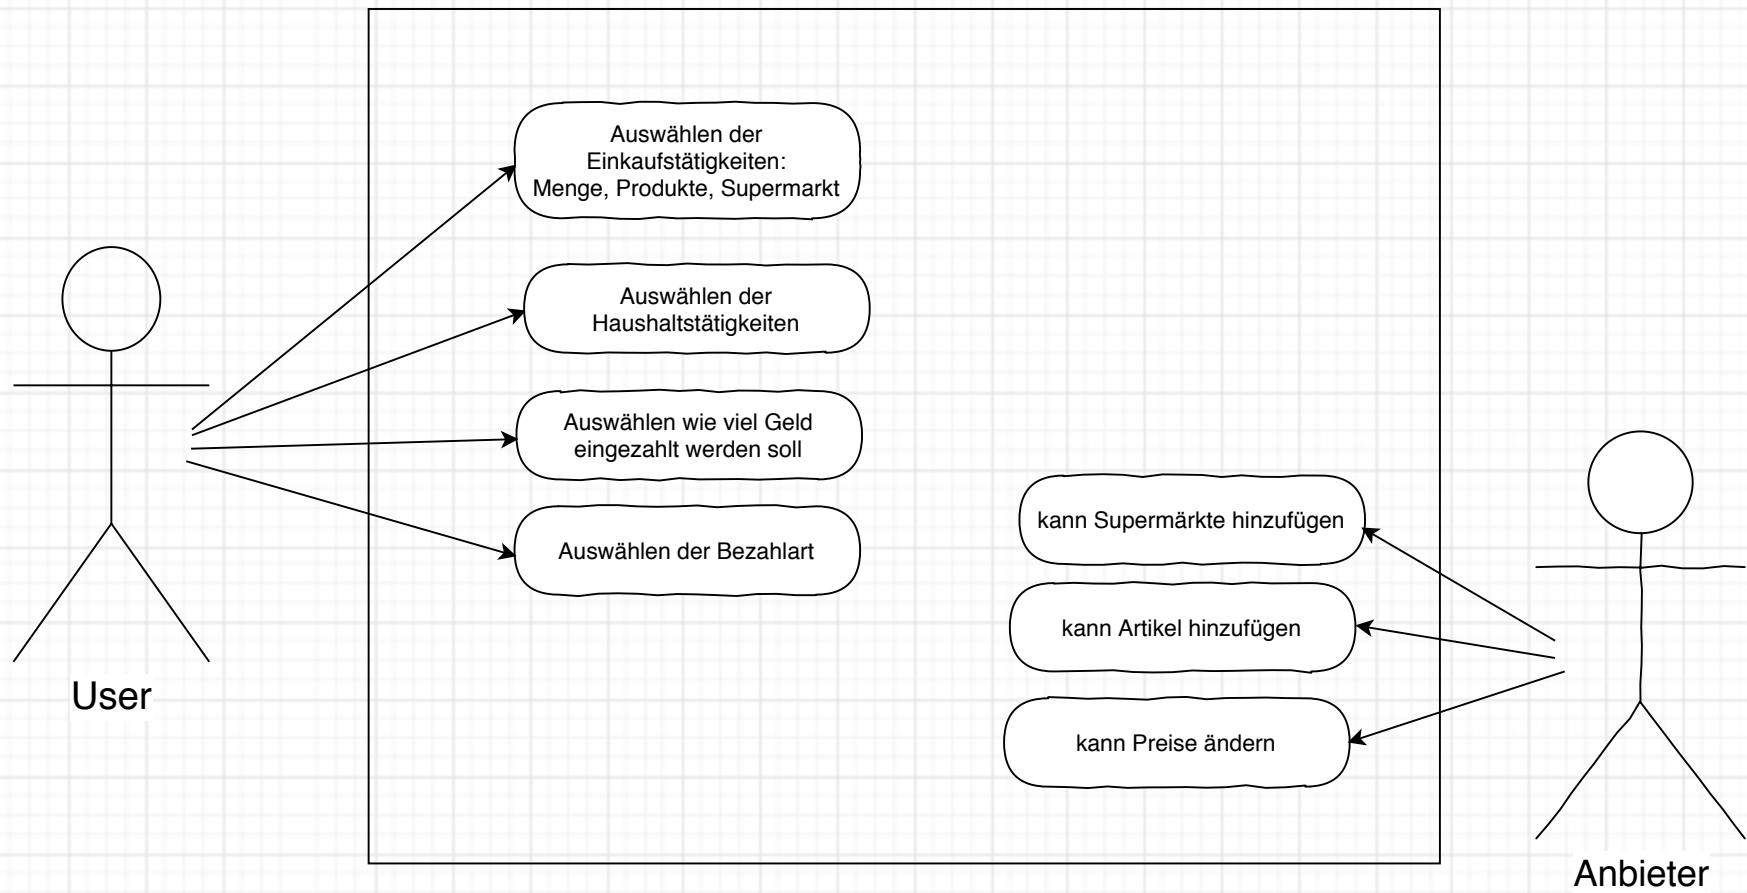 Auswählen der
Einkaufstätigkeiten:
Menge, Produkte, Supermarkt
Auswählen der
Haushaltstätigkeiten
Auswählen wie viel Geld
eingezahlt werden soll
Auswählen der Bezahlart
User
kann Supermärkte hinzufügen
kann Artikel hinzufügen
kann Preise ändern
Anbieter